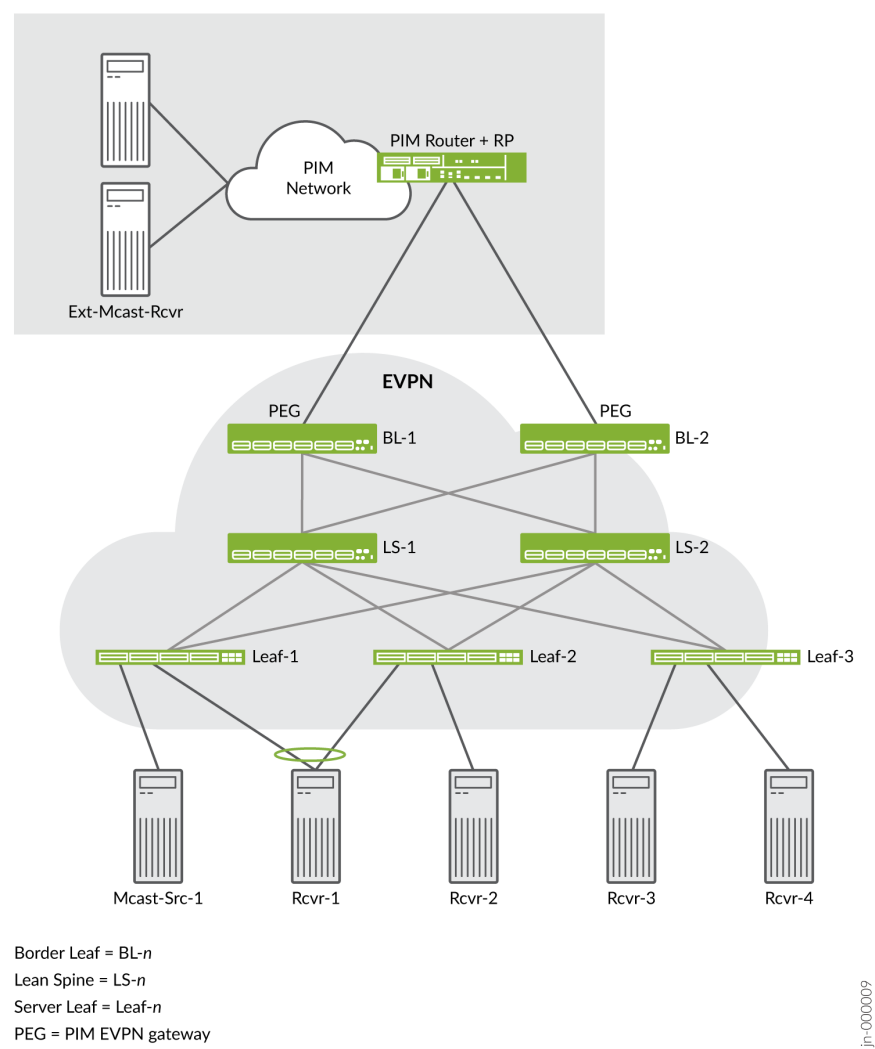 PIM Router + RP
PIM
Network
Ext-Mcast-Rcvr
EVPN
PEG
PEG
BL-1
BL-2
LS-1
LS-2
Leaf-1
Leaf-2
Leaf-3
Mcast-Src-1
Rcvr-1
Rcvr-2
Rcvr-3
Rcvr-4
Border Leaf = BL-n
Lean Spine = LS-n
Server Leaf = Leaf-n
PEG = PIM EVPN gateway
jn-000009